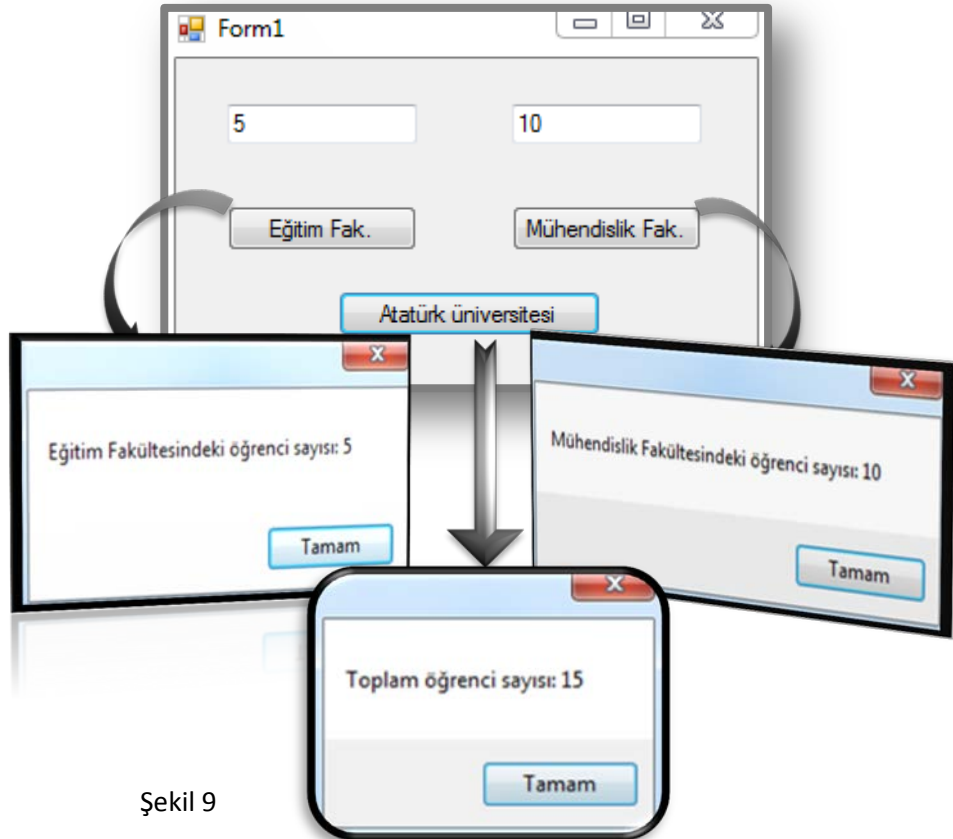 Form1
5
10
Eğitim Fak.
Mühendislik Fak.
Atatürk üniversitesi
Eğitim Fakültesindeki öğrenci sayısı: 5
Tamam
Mühendislik Fakültesindeki öğrenci sayısı: 10
Tamam
Toplam öğrenci sayısı: 15
Tamam
Şekil 9